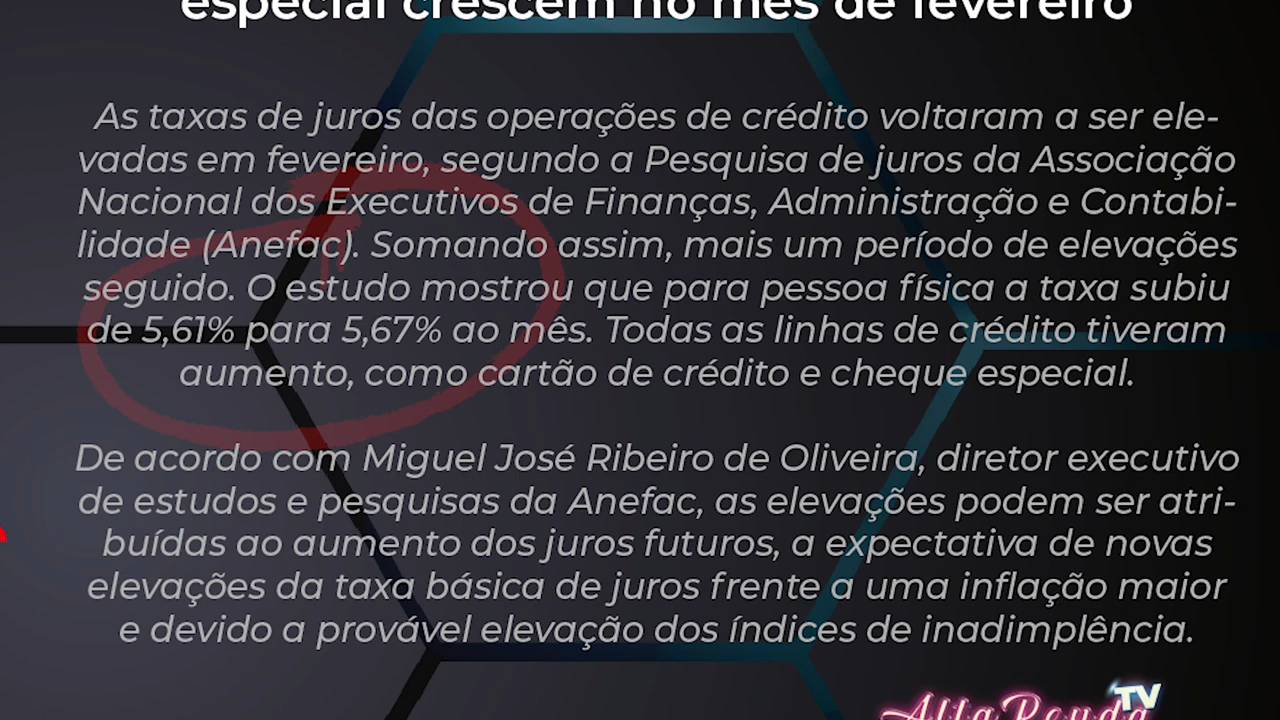 especial crescem no mês de fevereiro
As taxas de juros das operações de crédito voltaram a ser ele-
vadas em fevereiro, segundo a Pesquisa de juros da Associação
Nacional dos Executivos de Finanças, Administração e Contabi-
lidade (Anefac). Somando assim, mais um período de elevações
seguido. O estudo mostrou que para pessoa física a taxa subiu
de 5,61% para 5,67% ao mês. Todas as linhas de crédito tiveram
aumento, como cartão de crédito e cheque especial.
De acordo com Miguel José Ribeiro de Oliveira, diretor executivo
de estudos e pesquisas da Anefac, as elevações podem ser atri-
buídas ao aumento dos juros futuros, a expectativa de novas
elevações da taxa básica de juros frente a uma inflação maior
e devido a provável elevação dos índices de inadimplência.
TV